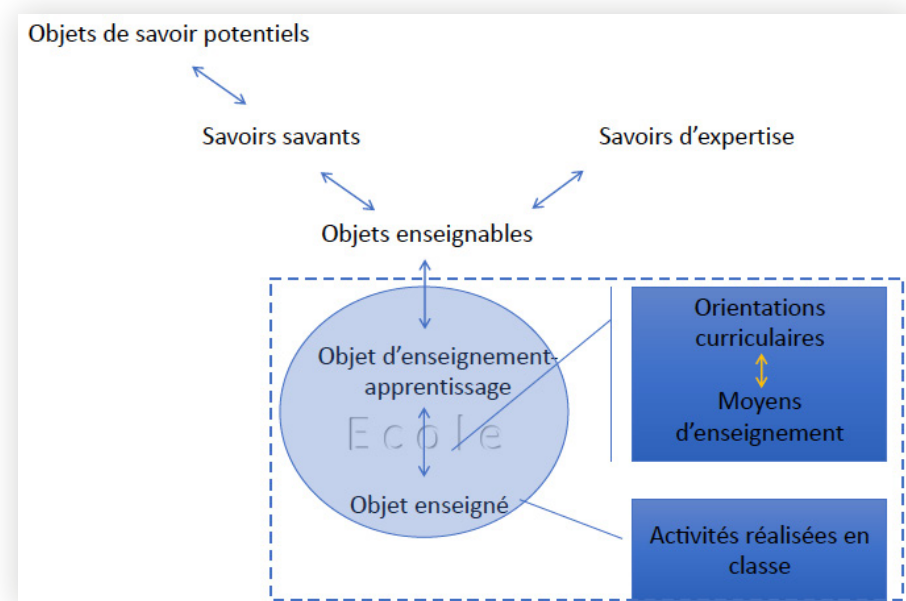 Objets de savoir potentiels
Savoirs savants
Savoirs d'expertise
Objets enseignables
Objet d'enseignement-
apprentissage
Ecole
Objet enseigné
Orientations
curriculaires
Moyens
d'enseignement
Activités réalisées en
classe